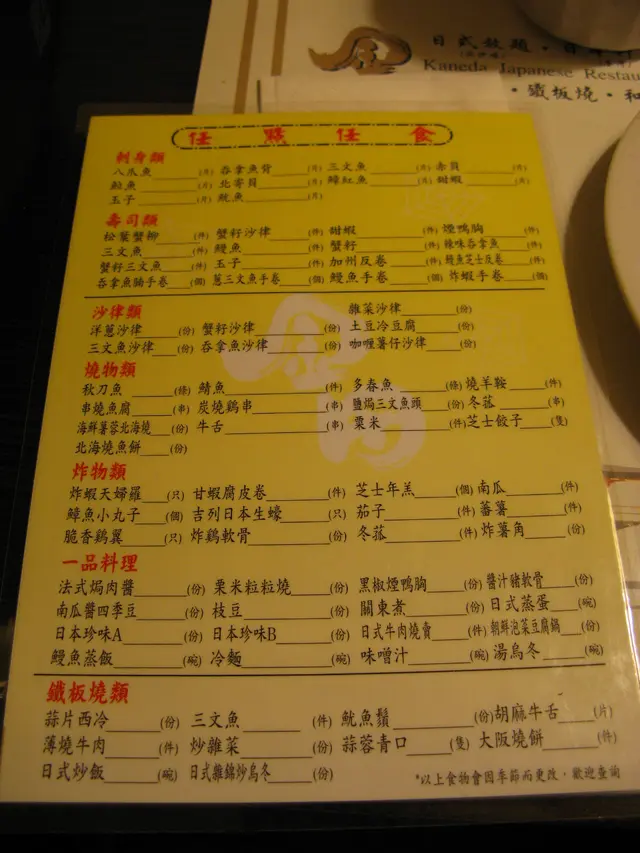 日式放題
Kaneda Japanese Restau
鐵板燒・和
任點任食
刺身類
八爪魚 (片) 吞拿魚背 (片) 三文魚 (片) 赤貝 (片)
鯛魚 (片) 北寄貝 (片) 鱆紅魚 (片) 甜蝦 (片)
玉子 (片) 魷魚 (片)
壽司類
松葉蟹柳 (件) 蟹籽沙律 (件) 甜蝦 (件) 煙鴨胸 (份)
三文魚 (件) 鰻魚 (件) 蟹籽 (件) 辣味吞拿魚 (件)
蟹籽三文魚 (件) 玉子 (件) 加州反卷 (件) 鰻魚芝士反卷 (件)
吞拿魚腩手卷 (個) 蔥三文魚手卷 (個) 鰻魚手卷 (個) 炸蝦手卷 (個)
沙律類
雜菜沙律 (份)
洋蔥沙律 (份) 蟹籽沙律 (份) 土豆冷豆腐 (份)
三文魚沙律 (份) 吞拿魚沙律 (份) 咖喱薯仔沙律 (份)
燒物類
秋刀魚 (條) 鯖魚 (件) 多春魚 (條) 燒羊鞍 (件)
串燒魚腐 (串) 炭燒鷄串 (串) 鹽焗三文魚頭 (份) 冬菇 (串)
海鮮薯蓉北海燒 (份) 牛舌 (串) 粟米 (件) 芝士餃子 (隻)
北海燒魚餅 (份)
炸物類
炸蝦天婦羅 (只) 甘蝦腐皮卷 (件) 芝士年羔 (個) 南瓜 (件)
鱆魚小丸子 (個) 吉列日本生蠔 (只) 茄子 (件) 蕃薯 (件)
脆香鷄翼 (只) 炸鷄軟骨 (份) 冬菰 (件) 炸薯角 (份)
一品料理
法式焗肉醬 (份) 粟米粒粒燒 (份) 黑椒煙鴨胸 (份) 醬汁豬軟骨 (份)
南瓜醬四季豆 (份) 枝豆 (份) 關東煮 (份) 日式蒸蛋 (碗)
日本珍味A (份) 日本珍味B (份) 日式牛肉燒賣 (件) 朝鮮泡菜豆腐鍋 (份)
鰻魚蒸飯 (碗) 冷麵 (碗) 味噌汁 (碗) 湯烏冬 (碗)
鐵板燒類
蒜片西冷 (份) 三文魚 (件) 魷魚鬚 (份) 胡麻牛舌 (片)
薄燒牛肉 (件) 炒雜菜 (份) 蒜蓉青口 (隻) 大阪燒餅 (件)
日式炒飯 (碗) 日式雜錦炒烏冬 (份)
*以上食物會因季節而更改，歡迎查詢